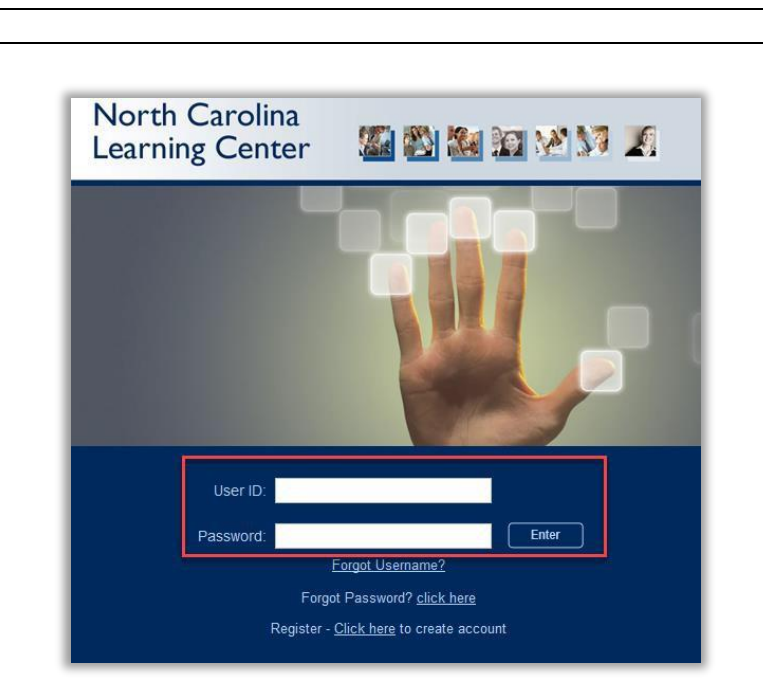 North Carolina
Learning Center
User ID:
Password:
Enter
Forgot Username?
Forgot Password? click here
Register - Click here to create account